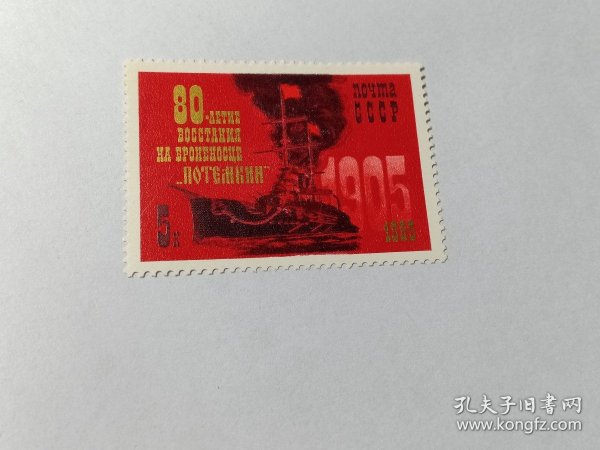 80-ЛЕТИЕ
ВОССТАНИЯ
НА БРОНЕНОСЦЕ
„ПОТЕМКИН"
ПОЧТА
СССР
1905
1985
5к
孔夫子旧书网
www.kongfz.com